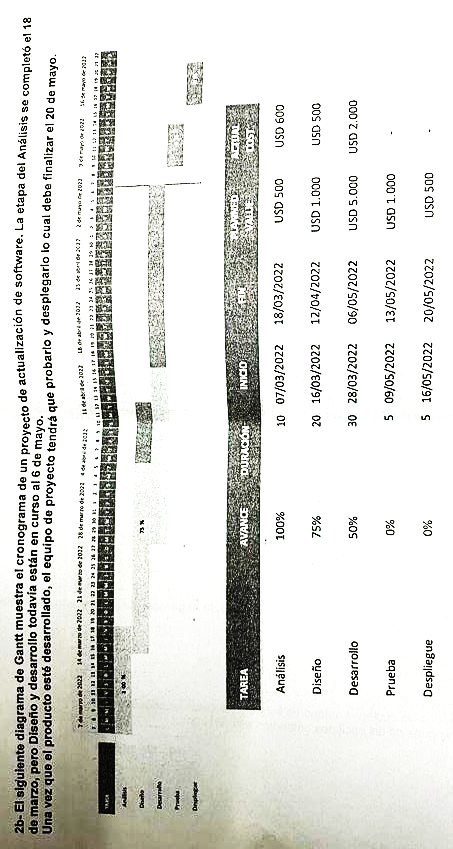 2b- El siguiente diagrama de Gantt muestra el cronograma de un proyecto de actualización de software. La etapa del Análisis se completó el 18
de marzo, pero Diseño y desarrollo todavía están en curso al 6 de mayo.
Una vez que el producto esté desarrollado, el equipo de proyecto tendrá que probarlo y desplegarlo lo cual debe finalizar el 20 de mayo.
7 de marzo de 2022 14 de marzo de 2022 21 de marzo de 2022 28 de marzo de 2022 4 de abril de 2022 11 de abril de 2022 18 de abril de 2022 25 de abril de 2022 2 de mayo de 2022 9 de mayo de 2022 16 de mayo de 2022
TAREA
Análisis
Diseño 75 %
Desarrollo
Prueba
Despliegue
TAREA AVANCE DURACIÓN INICIO FIN PLANNED VALUE ACTUAL COST
Análisis 100% 10 07/03/2022 18/03/2022 USD 500 USD 600
Diseño 75% 20 16/03/2022 12/04/2022 USD 1.000 USD 500
Desarrollo 50% 30 28/03/2022 06/05/2022 USD 5.000 USD 2.000
Prueba 0% 5 09/05/2022 13/05/2022 USD 1.000 -
Despliegue 0% 5 16/05/2022 20/05/2022 USD 500 -